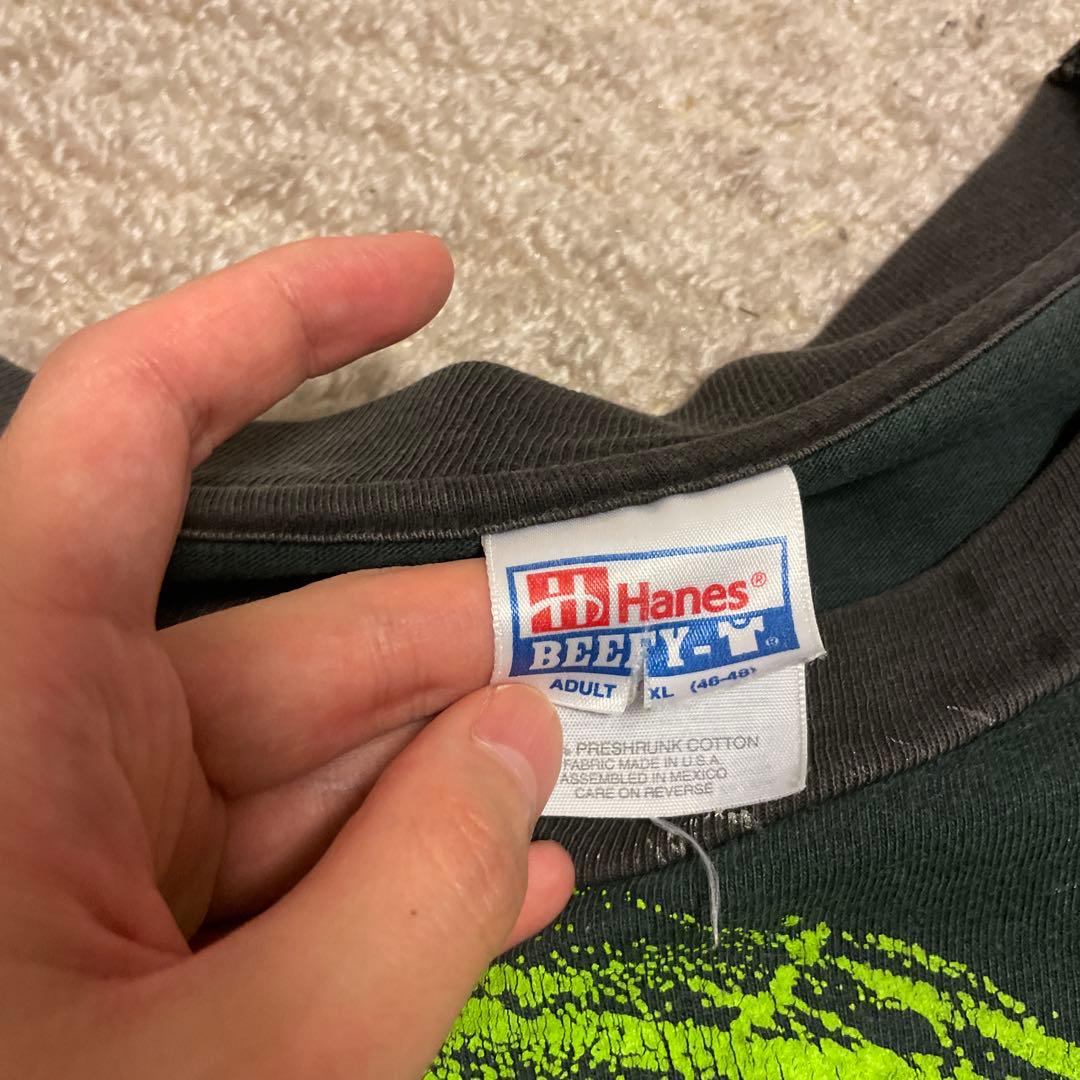 Hanes®
BEEFY-T®
ADULT XL (46-48)
% PRESHRUNK COTTON
FABRIC MADE IN U.S.A.
ASSEMBLED IN MEXICO
CARE ON REVERSE